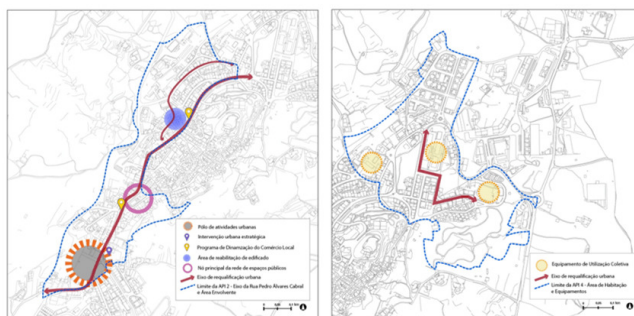 Pólo de atividades urbanas
Intervenção urbana estratégica
Programa de Dinamização do Comércio Local
Área de reabilitação de edificado
Nó principal da rede de espaços públicos
Eixo de requalificação urbana
Limite da API 2 - Eixo da Rua Pedro Álvares Cabral
e Área Envolvente
Equipamento de Utilização Coletiva
Eixo de requalificação urbana
Limite da API 4 - Área de Habitação
e Equipamentos